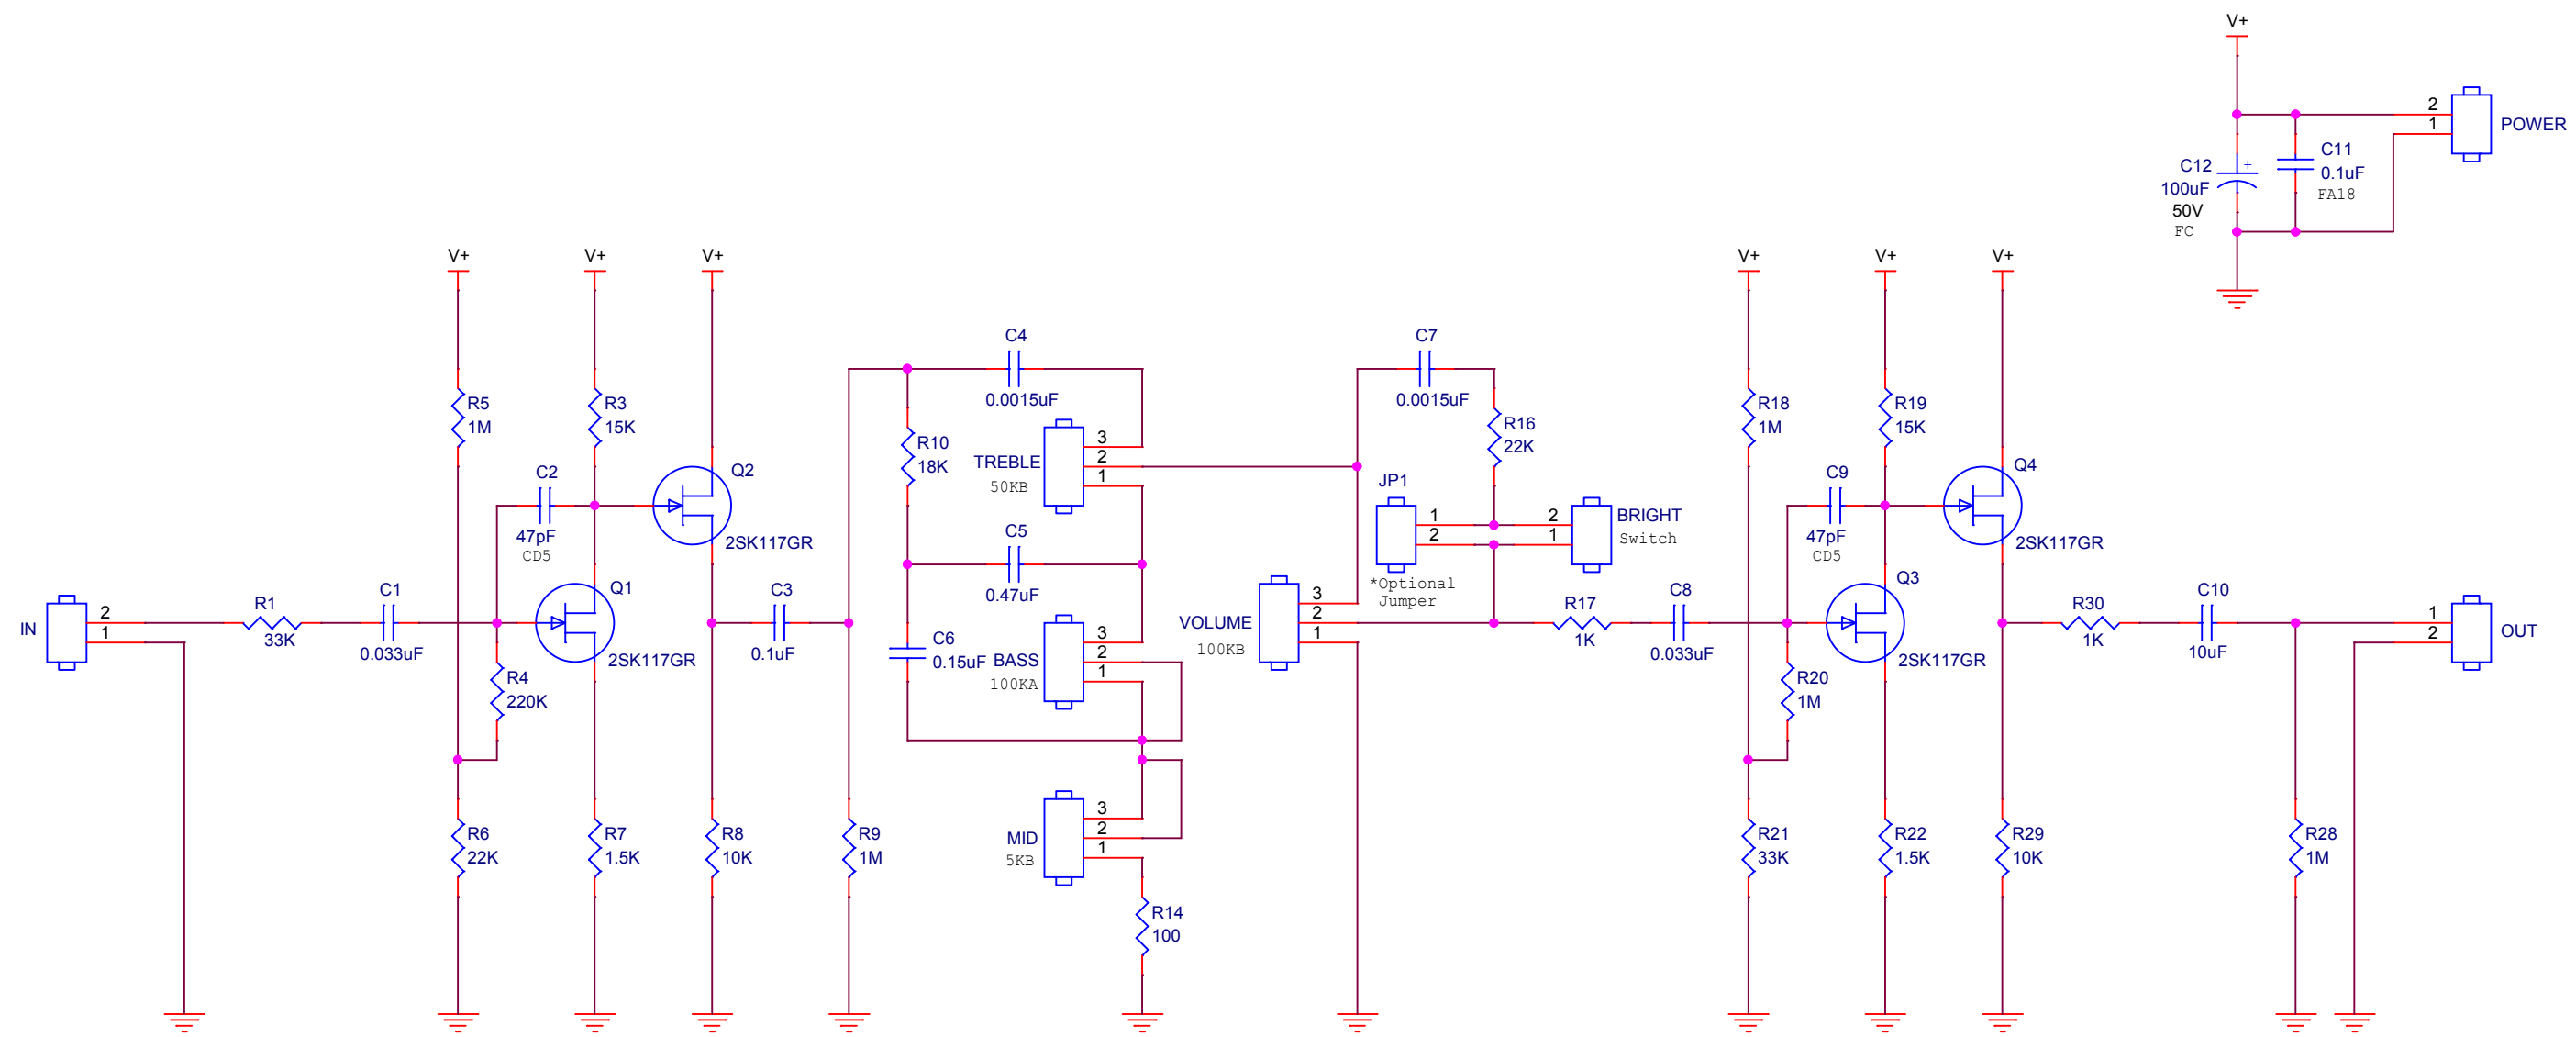 V+
2
1
POWER
C12
100uF
50V
FC
+
C11
0.1uF
FA18
V+
V+
V+
V+
V+
V+
R5
1M
R3
15K
C2
47pF
CD5
Q2
2SK117GR
IN
2
1
R1
33K
C1
0.033uF
Q1
2SK117GR
R4
220K
R6
22K
R7
1.5K
R8
10K
C3
0.1uF
R9
1M
C4
0.0015uF
R10
18K
TREBLE
50KB
3
2
1
C5
0.47uF
C6
0.15uF
BASS
100KA
3
2
1
MID
5KB
3
2
1
R14
100
C7
0.0015uF
R16
22K
JP1
1
2
*Optional
Jumper
2
1
BRIGHT
Switch
VOLUME
100KB
3
2
1
R17
1K
C8
0.033uF
R18
1M
R19
15K
C9
47pF
CD5
Q4
2SK117GR
Q3
2SK117GR
R20
1M
R21
33K
R22
1.5K
R29
10K
R30
1K
C10
10uF
R28
1M
1
2
OUT